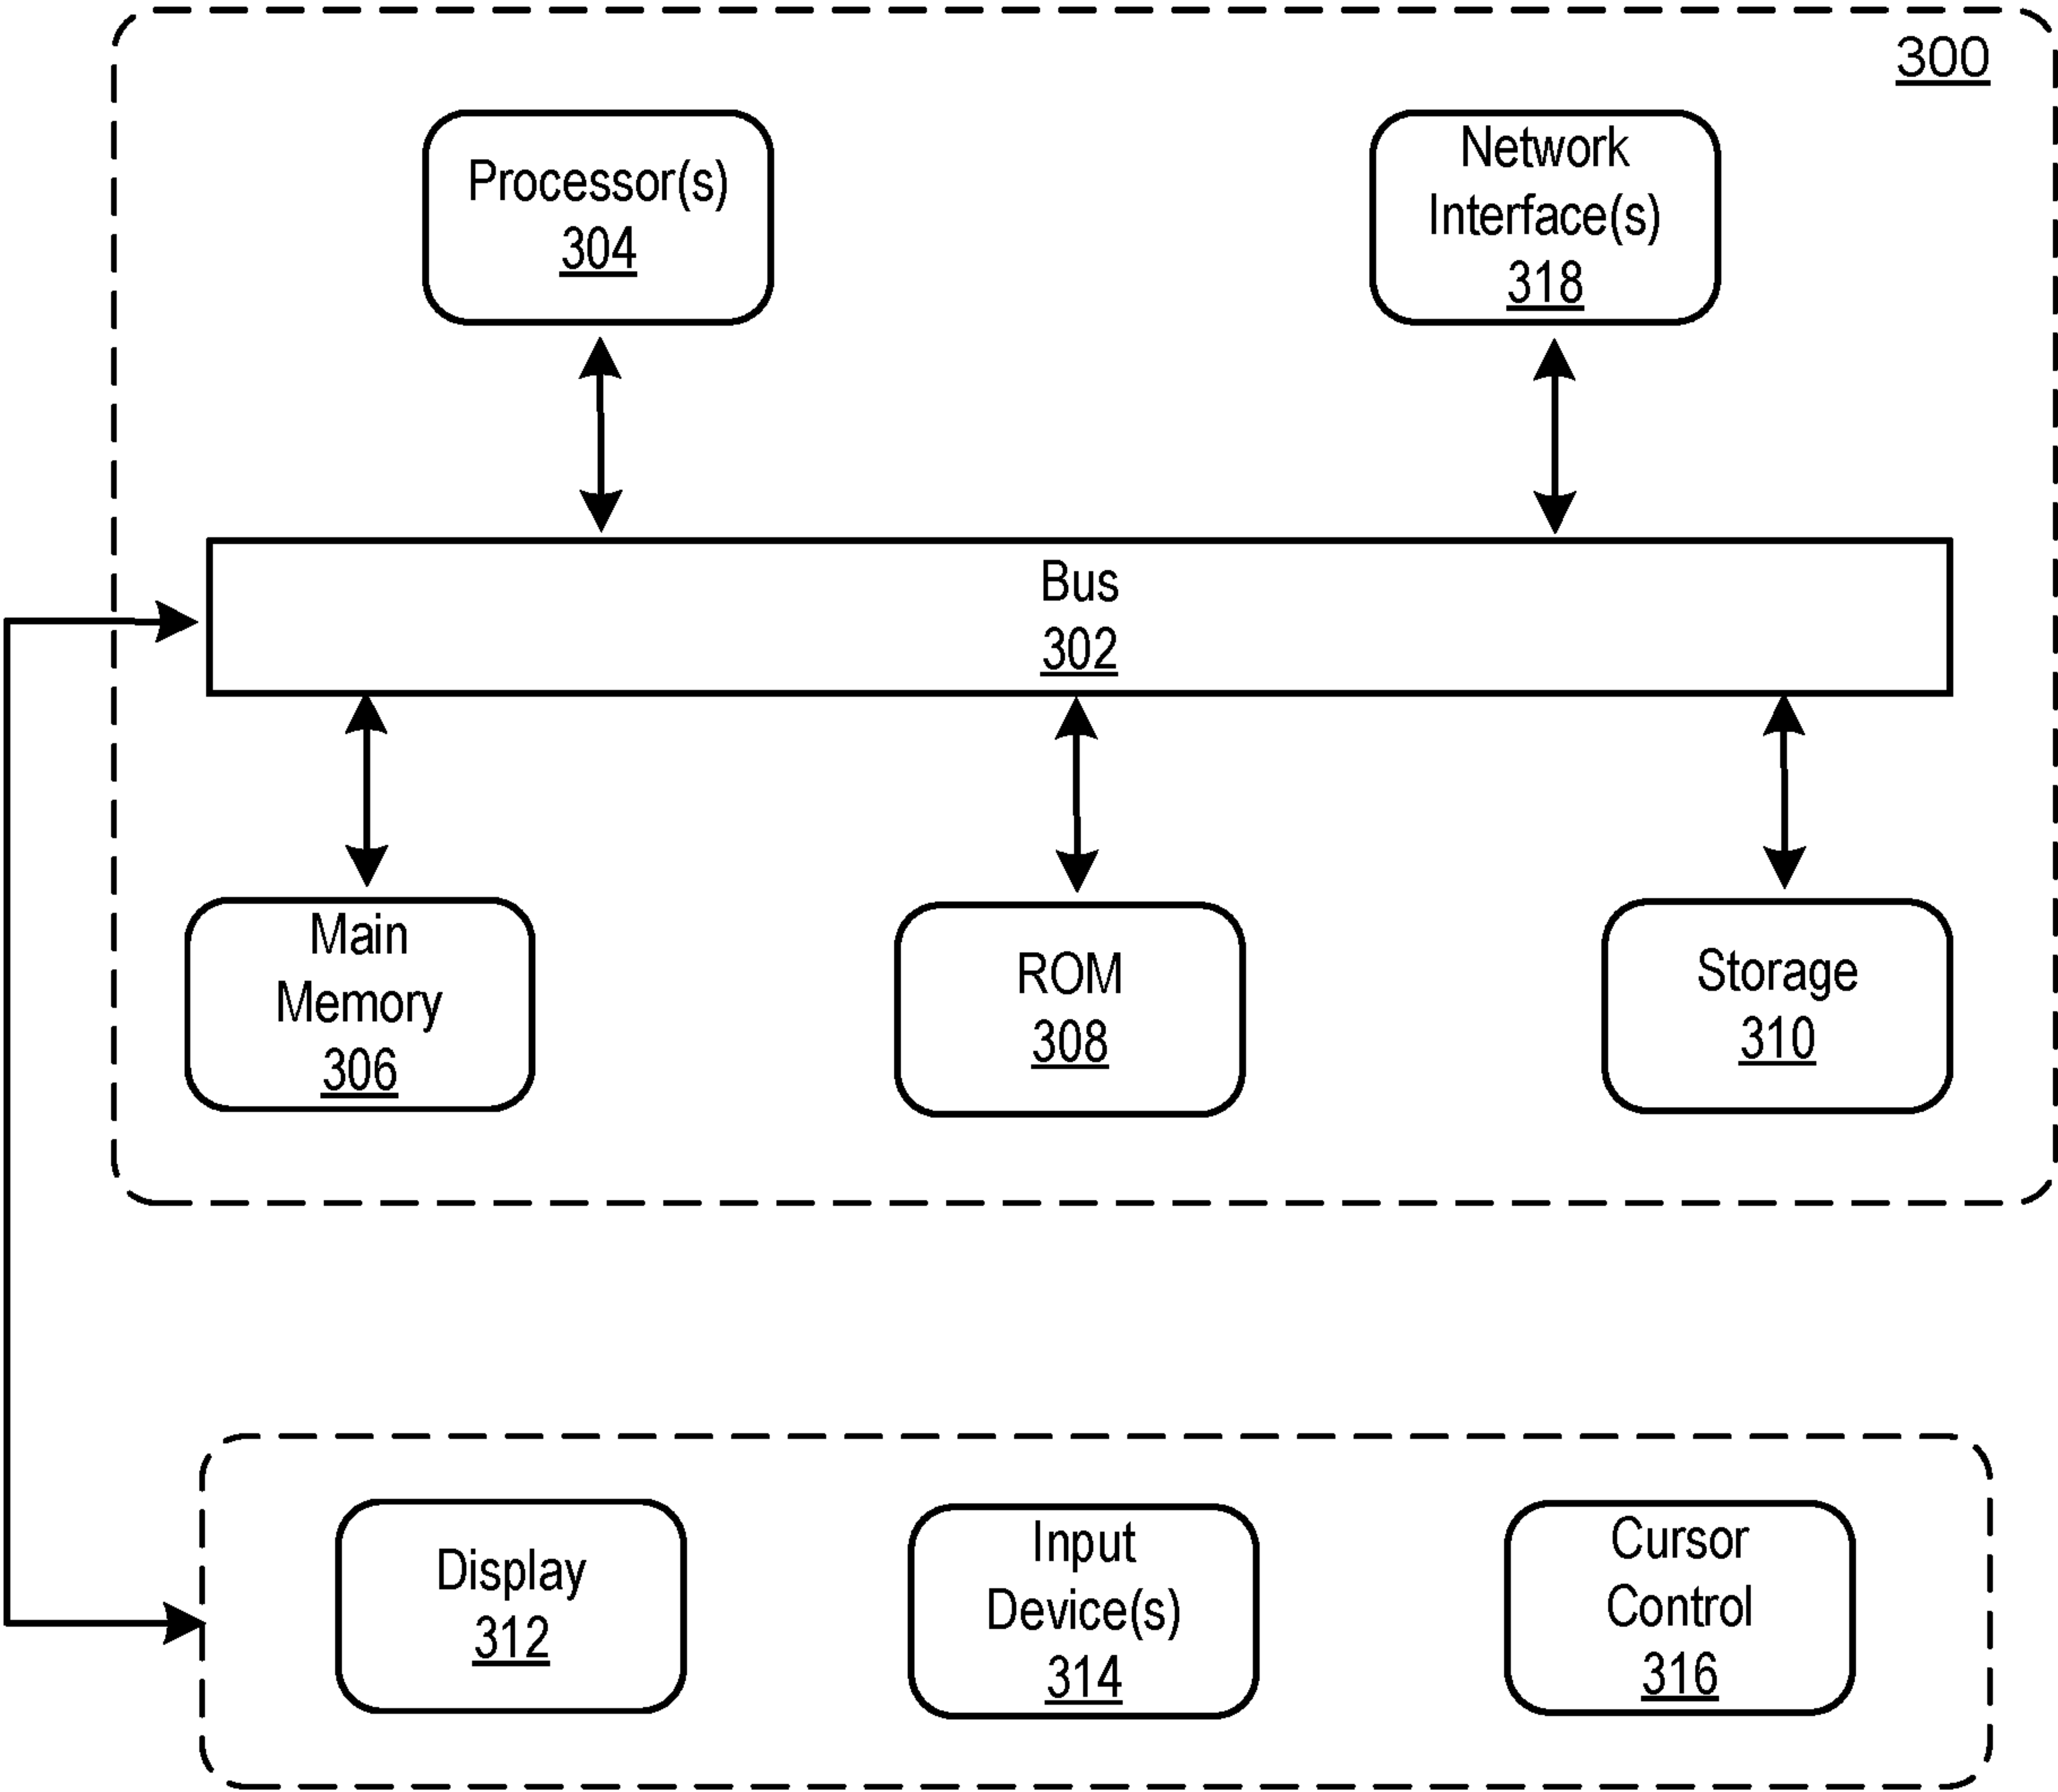 300
Processor(s)
304
Network
Interface(s)
318
Bus
302
Main
Memory
306
ROM
308
Storage
310
Display
312
Input
Device(s)
314
Cursor
Control
316